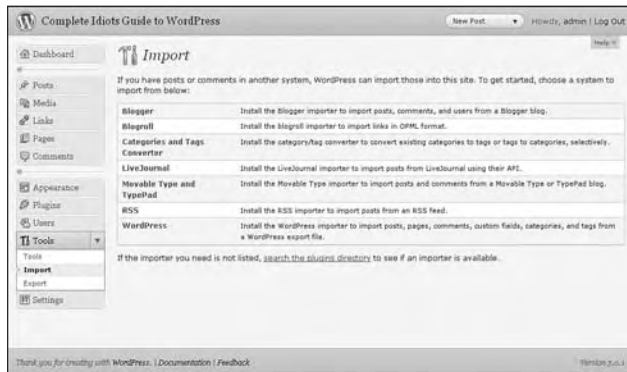 Complete Idiots Guide to WordPress
New Post
Howdy, admin | Log Out
Help
Dashboard
Posts
Media
Links
Pages
Comments
Appearance
Plugins
Users
Tools
Tools
Import
Export
Settings
Import
If you have posts or comments in another system, WordPress can import those into this site. To get started, choose a system to
import from below:
Blogger Install the Blogger importer to import posts, comments, and users from a Blogger blog.
Blogroll Install the blogroll importer to import links in OPML format.
Categories and Tags Install the category/tag converter to convert existing categories to tags or tags to categories, selectively.
Converter
LiveJournal Install the LiveJournal importer to import posts from LiveJournal using their API.
Movable Type and Install the Movable Type importer to import posts and comments from a Movable Type or TypePad blog.
TypePad
RSS Install the RSS importer to import posts from an RSS feed.
WordPress Install the WordPress importer to import posts, pages, comments, custom fields, categories, and tags from
a WordPress export file.
If the importer you need is not listed, search the plugins directory to see if an importer is available.
Thank you for creating with WordPress. | Documentation | Feedback
Version 3.0.1